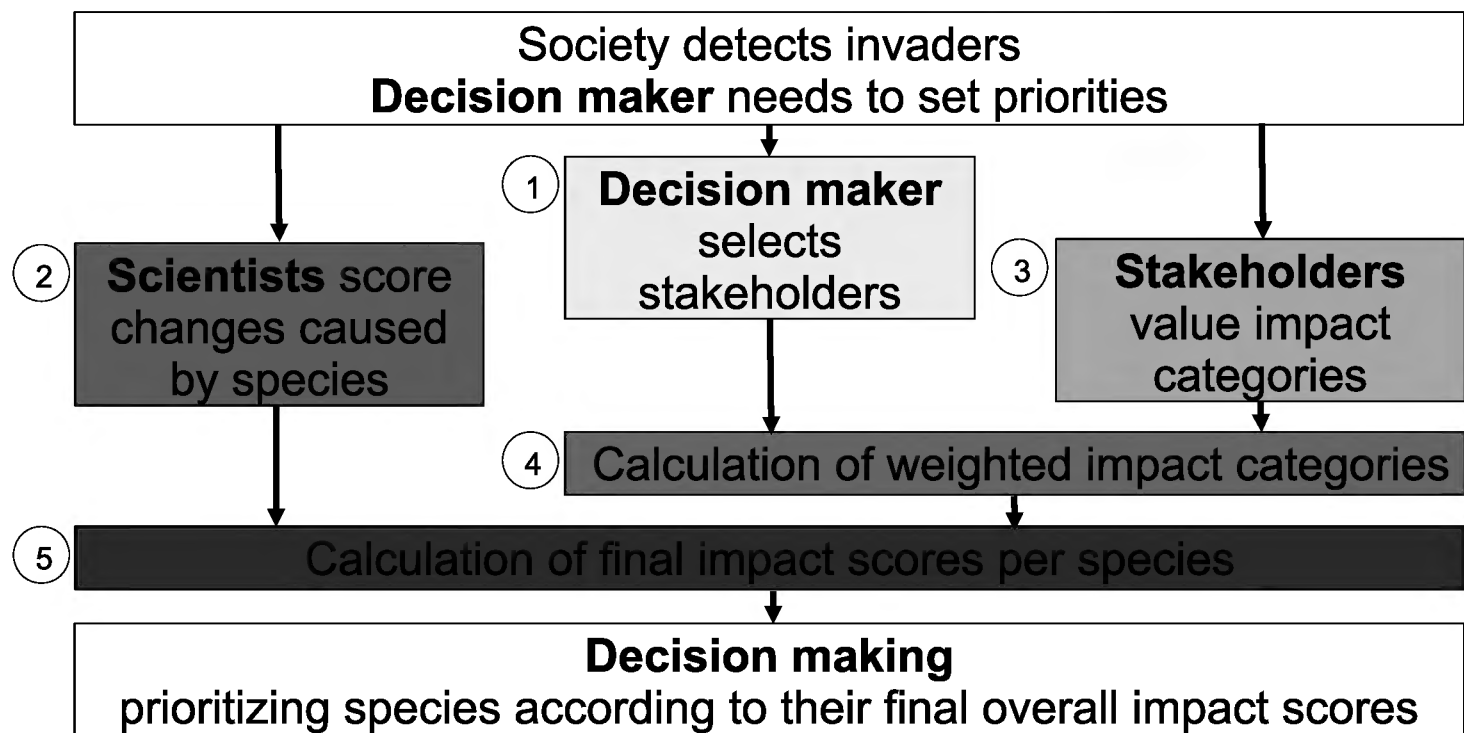 Society detects invaders
Decision maker needs to set priorities
1
Decision maker
selects
stakeholders
2
Scientists score
changes caused
by species
3
Stakeholders
value impact
categories
4
Calculation of weighted impact categories
5
Calculation of final impact scores per species
Decision making
prioritizing species according to their final overall impact scores